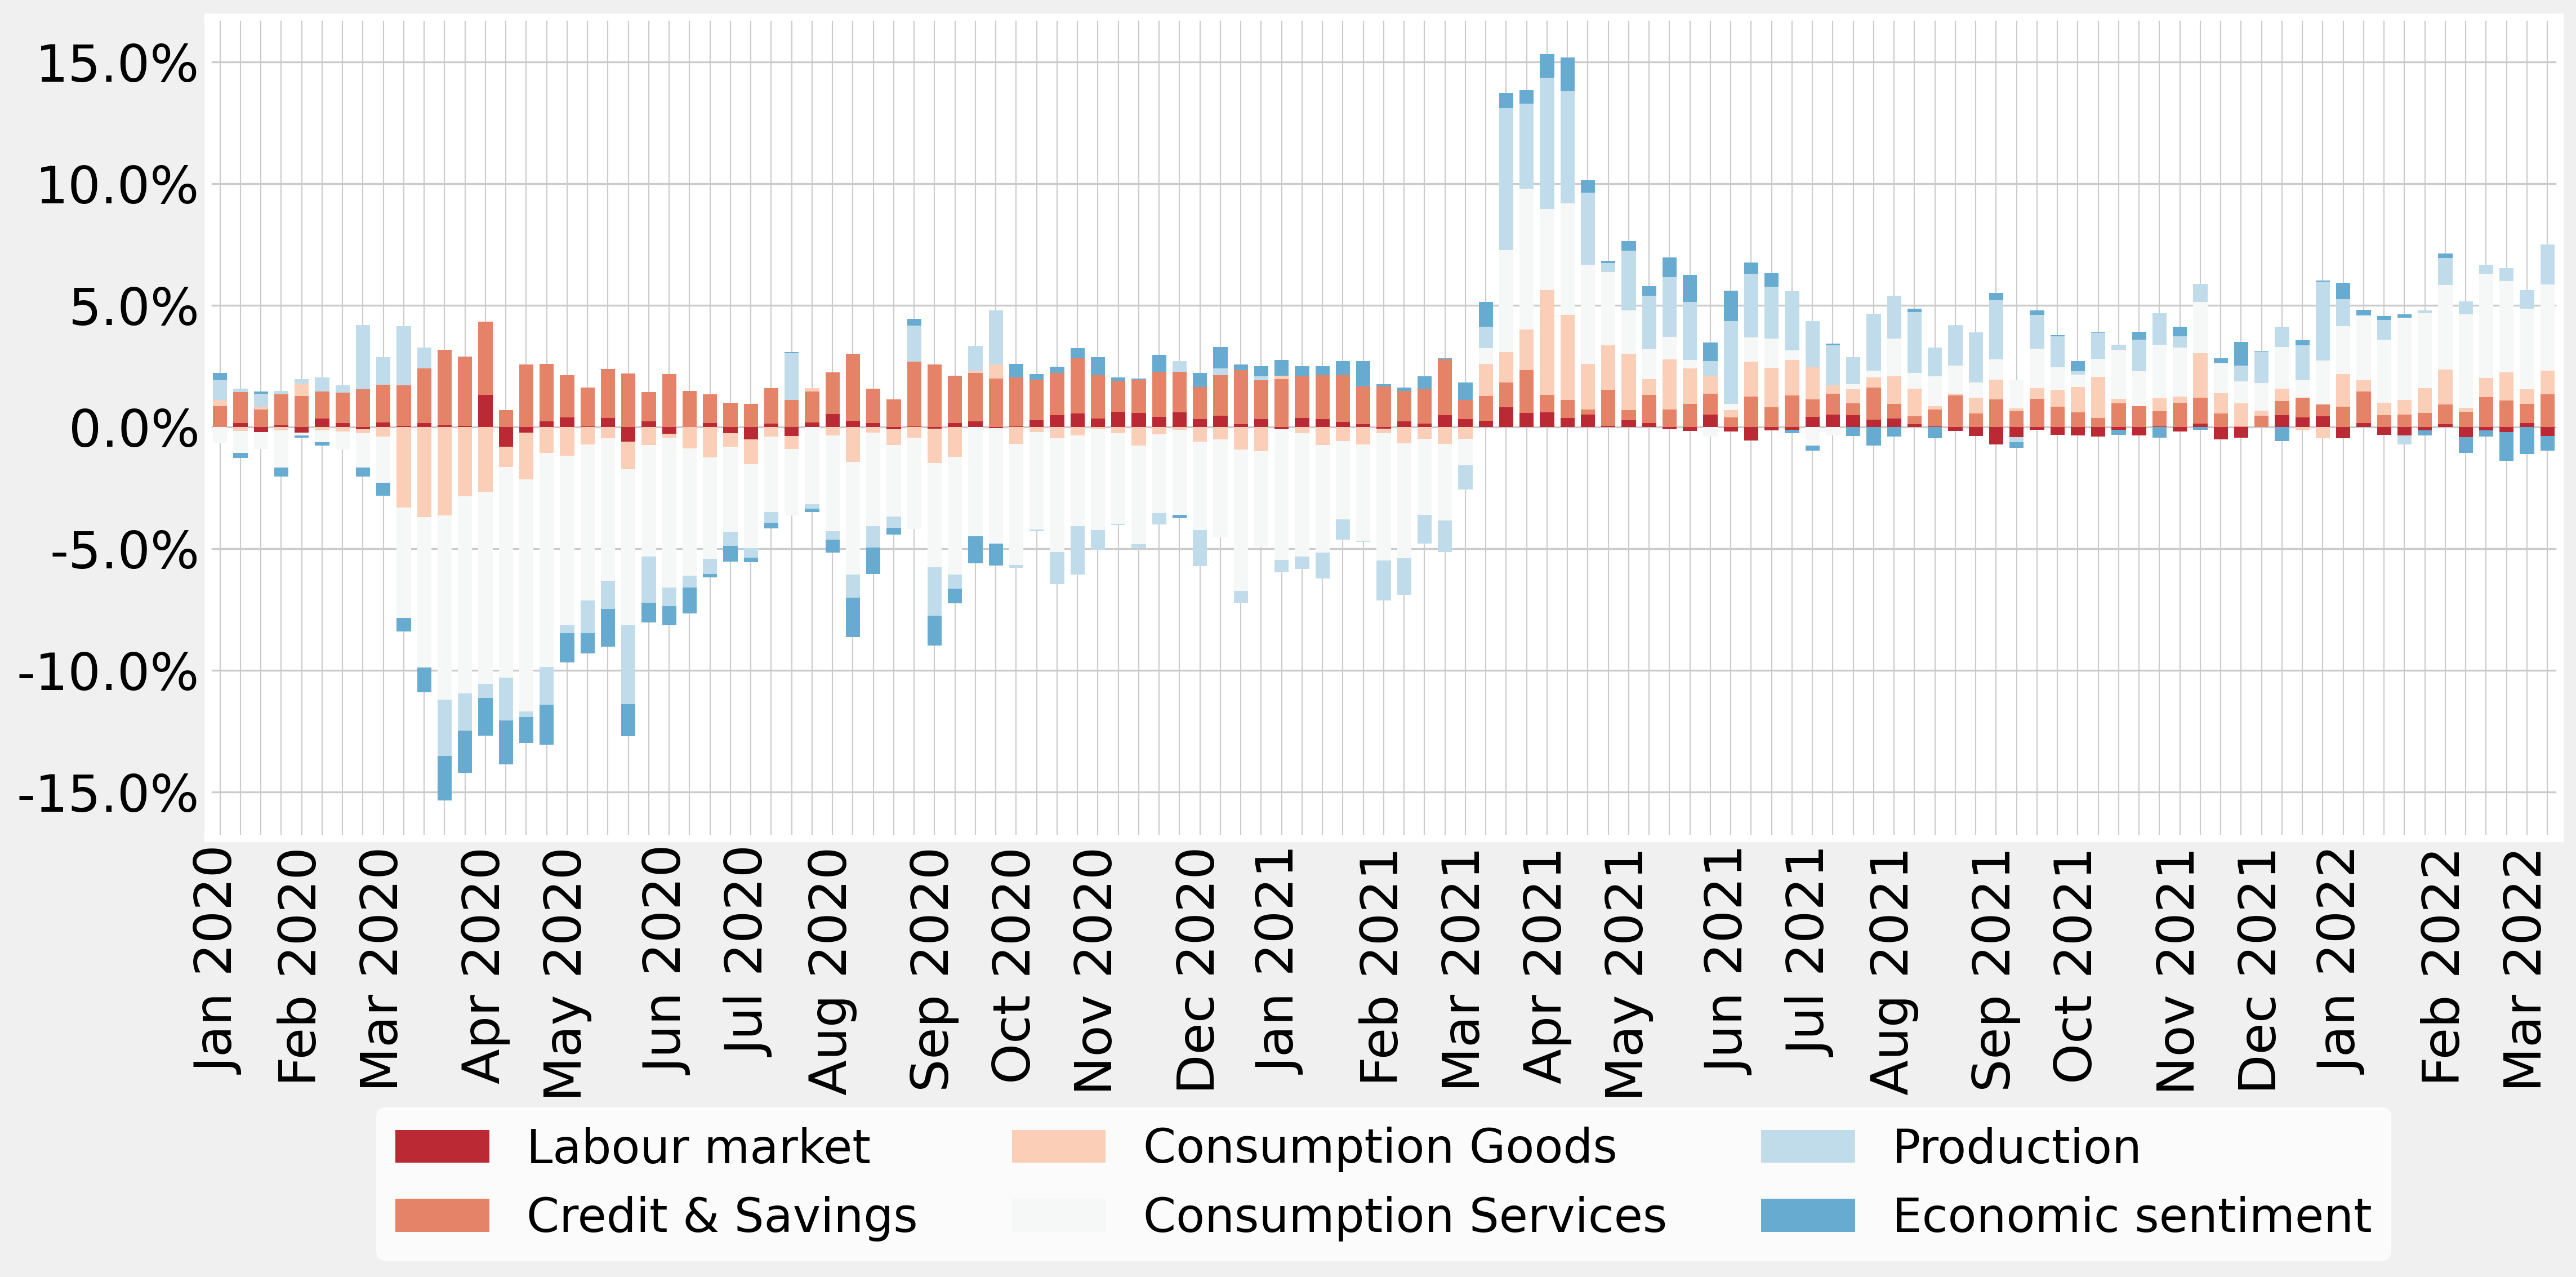 15.0%
10.0%
5.0%
0.0%
-5.0%
-10.0%
-15.0%
Jan 2020
Feb 2020
Mar 2020
Apr 2020
May 2020
Jun 2020
Jul 2020
Aug 2020
Sep 2020
Oct 2020
Nov 2020
Dec 2020
Jan 2021
Feb 2021
Mar 2021
Apr 2021
May 2021
Jun 2021
Jul 2021
Aug 2021
Sep 2021
Oct 2021
Nov 2021
Dec 2021
Jan 2022
Feb 2022
Mar 2022
Labour market
Credit & Savings
Consumption Goods
Consumption Services
Production
Economic sentiment